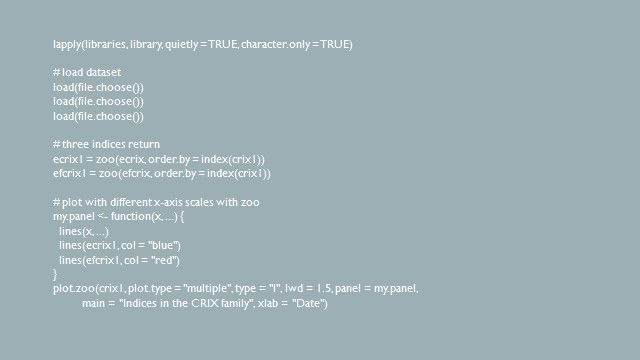 lapply(libraries, library, quietly = TRUE, character.only = TRUE)
# load dataset
load(file.choose())
load(file.choose())
load(file.choose())
# three indices return
ecrix1 = zoo(ecrix, order.by = index(crix1))
efcrix1 = zoo(efcrix, order.by = index(crix1))
# plot with different x-axis scales with zoo
my.panel <- function(x, ...) {
lines(x, ...)
lines(ecrix1, col = "blue")
lines(efcrix1, col = "red")
}
plot.zoo(crix1, plot.type = "multiple", type = "l", lwd = 1.5, panel = my.panel,
main = "Indices in the CRIX family", xlab = "Date")